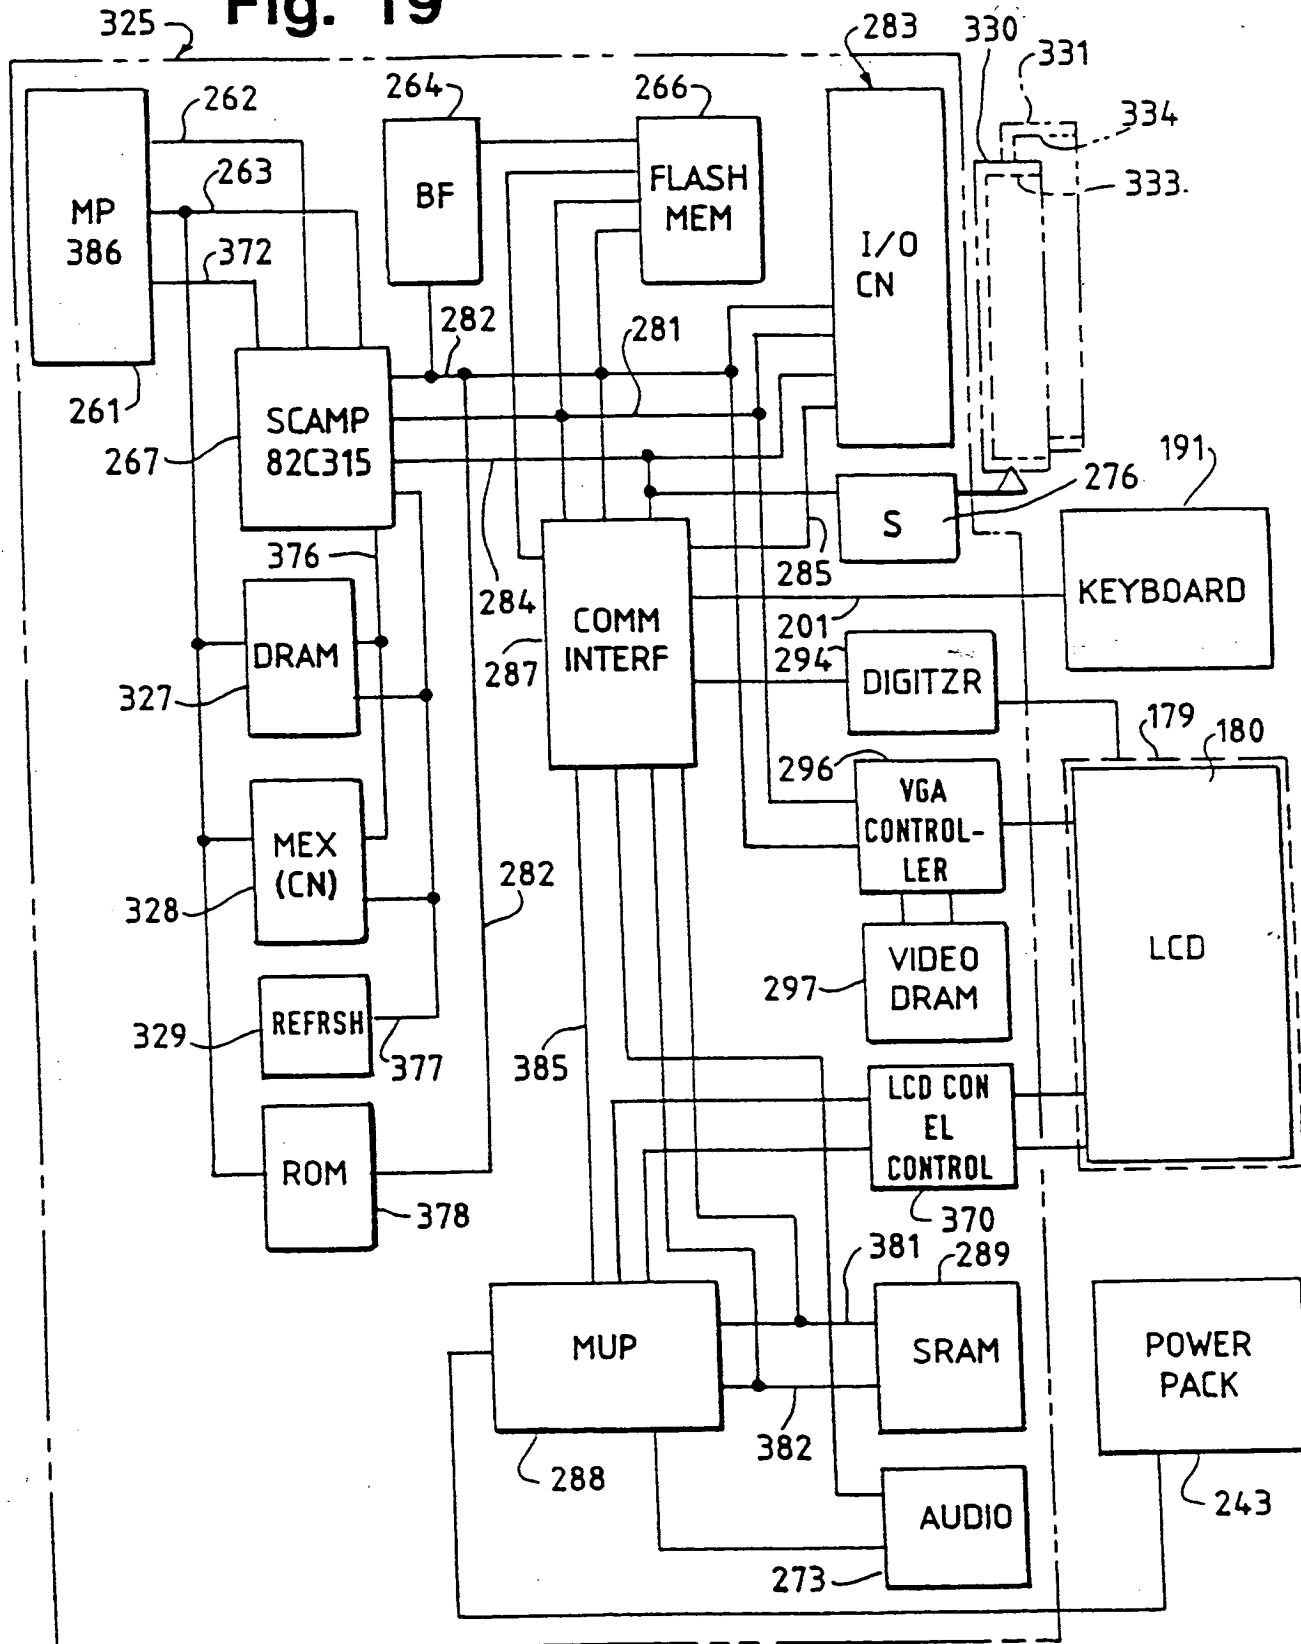 Fig. 19
325
283
330
331
334
333.
262
264
266
263
372
MP
386
BF
FLASH
MEM
I/O
CN
282
281
261
267
SCAMP
82C315
191
276
S
376
284
285
KEYBOARD
201
COMM
INTERF
287
294
DIGITZR
DRAM
327
179
180
296
VGA
CONTROL-
LER
MEX
(CN)
328
282
LCD
297
VIDEO
DRAM
REFRSH
329
377
385
LCD CON
EL
CONTROL
370
ROM
378
381
289
MUP
SRAM
POWER
PACK
382
288
243
AUDIO
273